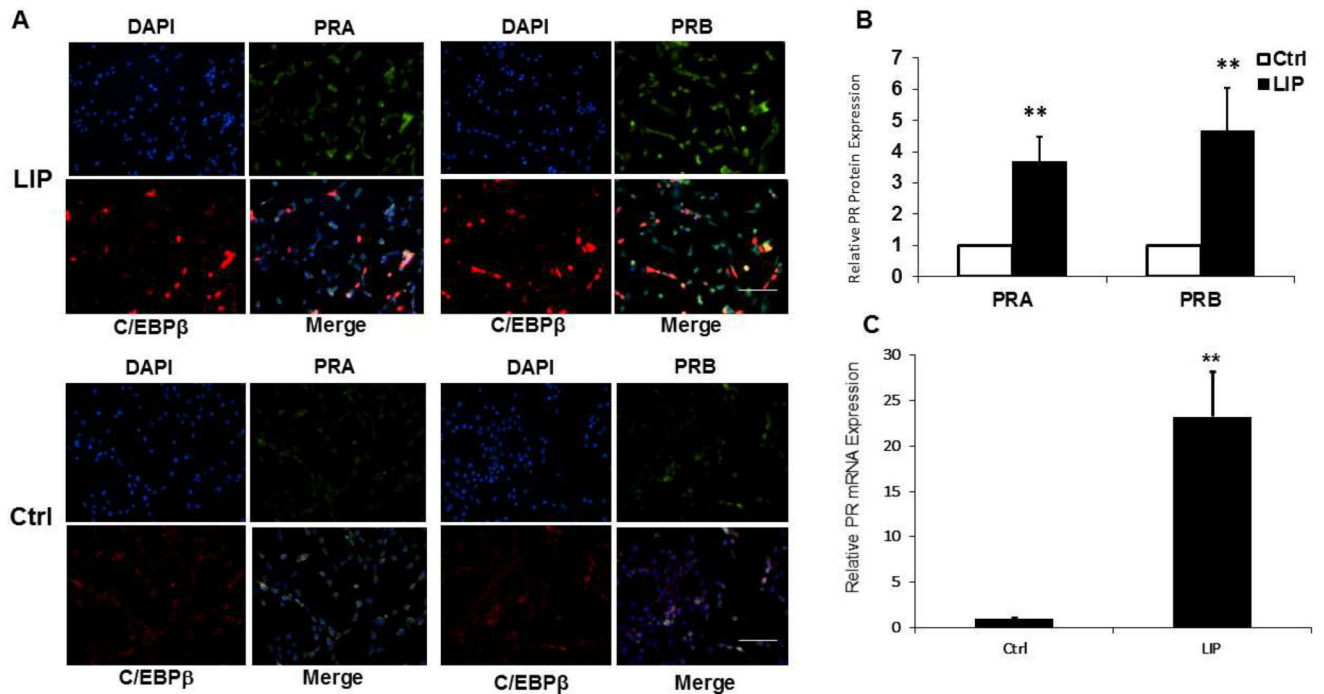 A
DAPI PRA PRB
LIP
C/EBPβ Merge C/EBPβ Merge
DAPI PRA DAPI PRB
Ctrl
C/EBPβ Merge C/EBPβ Merge
B
Relative PR Protein Expression
7
6
5
4
3
2
1
0
** **
Ctrl
LIP
PRA PRB
C
Relative PR mRNA Expression
30
25
20
15
10
5
0
**
Ctrl LIP